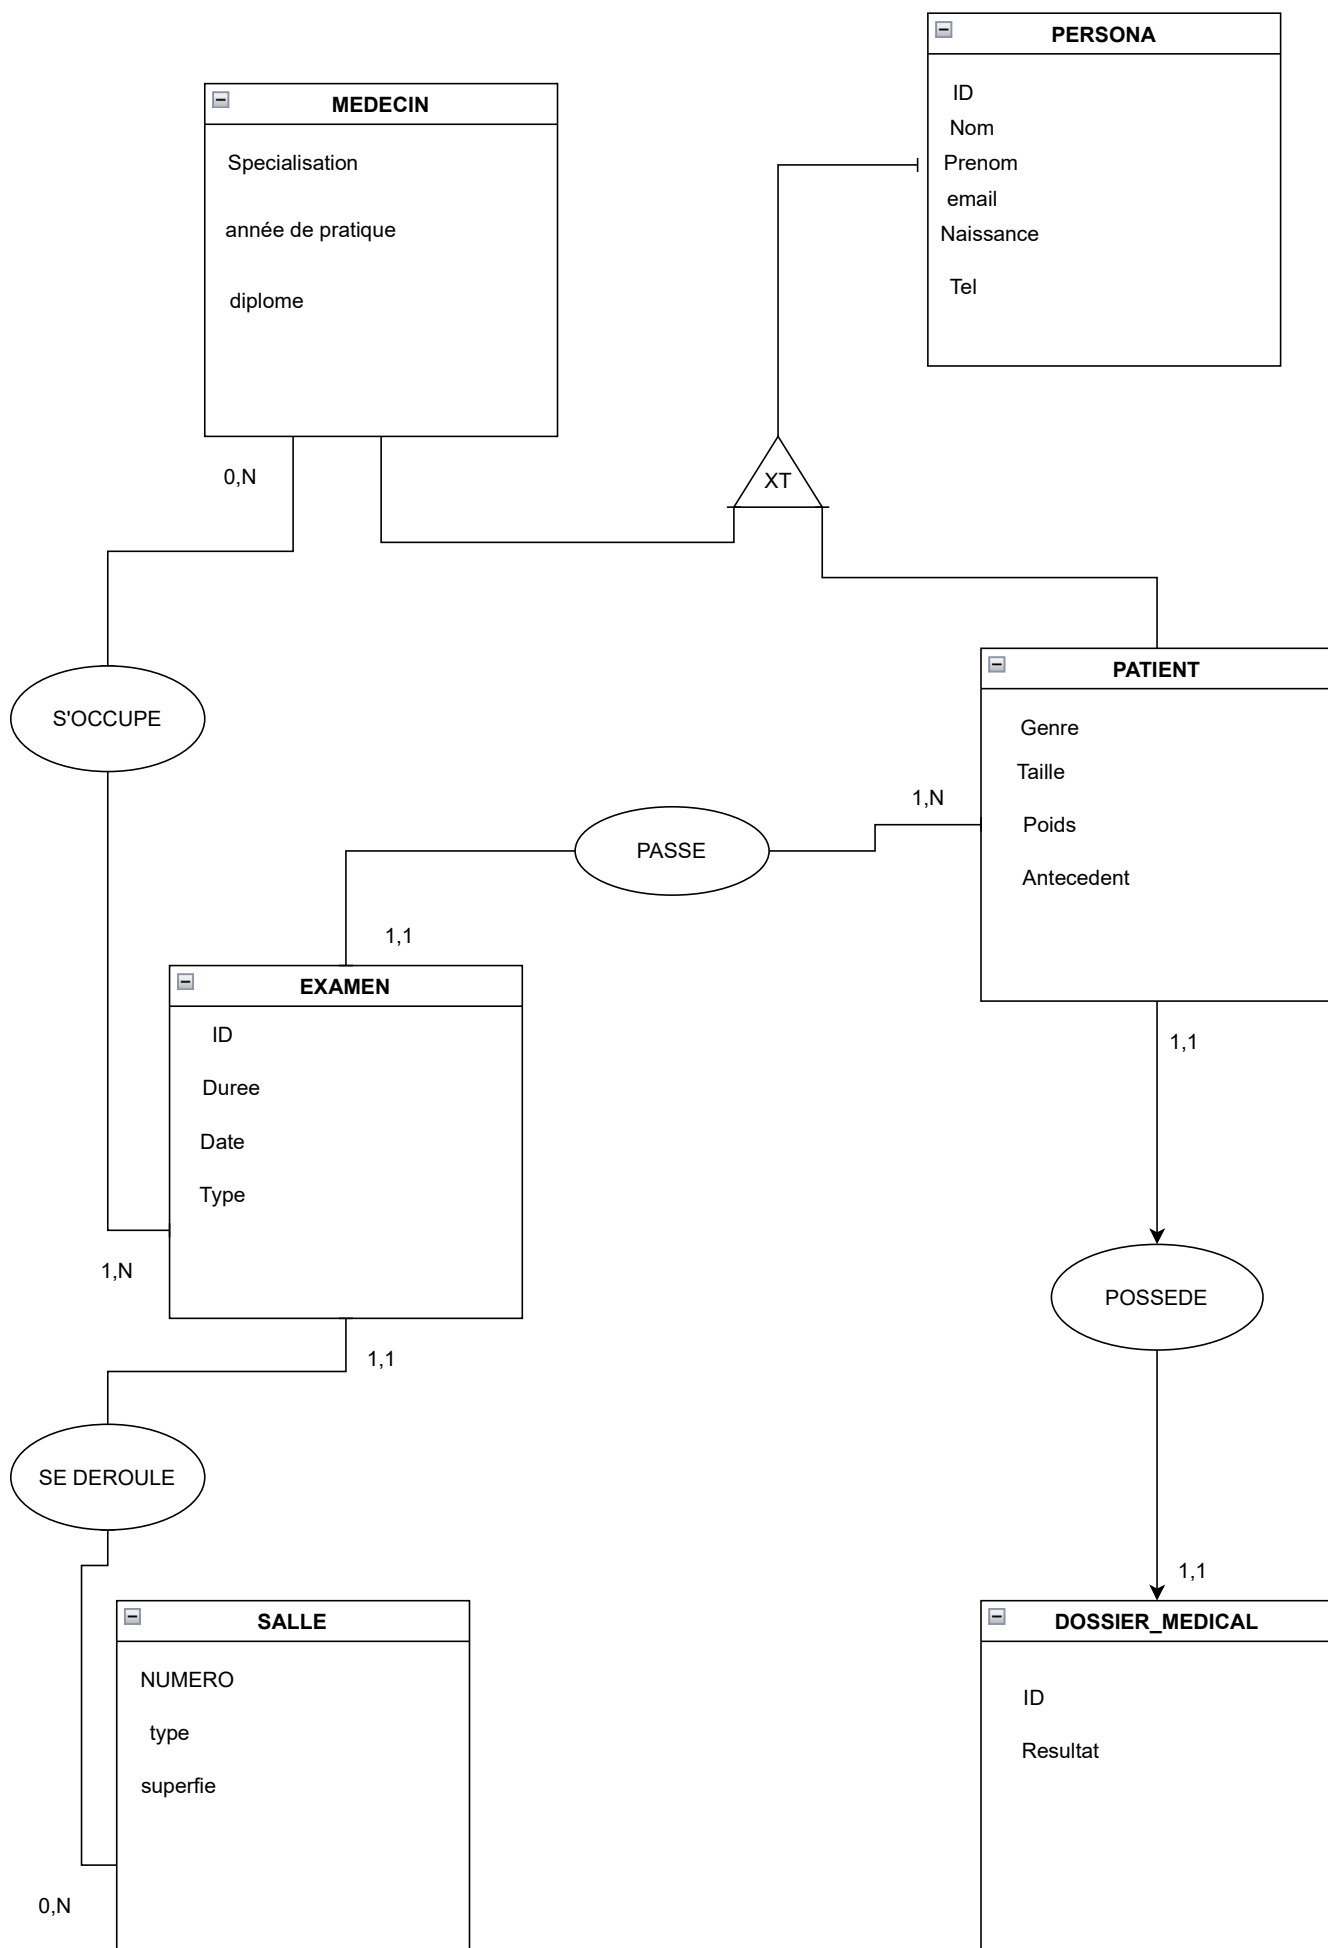 PERSONA
ID
Nom
Prenom
email
Naissance
Tel
MEDECIN
Specialisation
année de pratique
diplome
0,N
XT
S'OCCUPE
PATIENT
Genre
Taille
Poids
Antecedent
1,N
PASSE
1,1
EXAMEN
ID
Duree
Date
Type
1,N
1,1
1,1
POSSEDE
SE DEROULE
1,1
SALLE
NUMERO
type
superfie
0,N
DOSSIER_MEDICAL
ID
Resultat